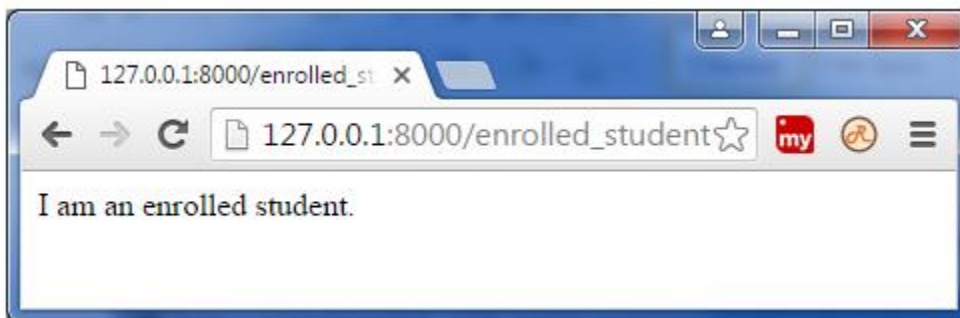 127.0.0.1:8000/enrolled_st
127.0.0.1:8000/enrolled_student
my
R
I am an enrolled student.